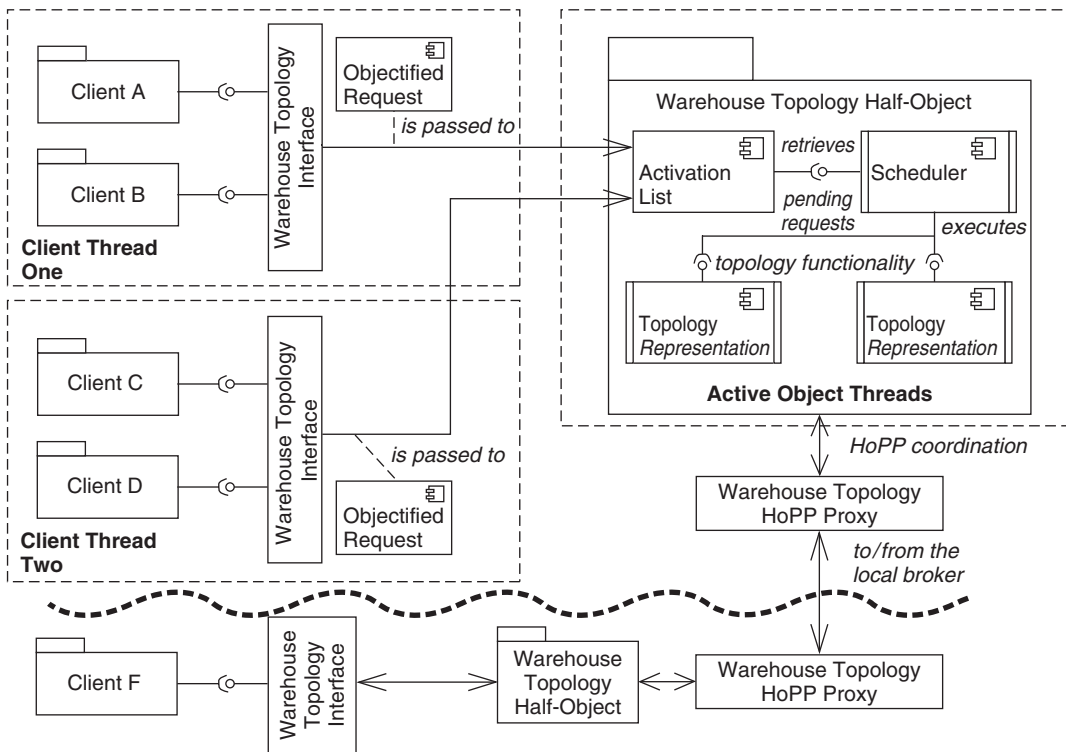 Client A
Client B
Client Thread
One
Warehouse Topology
Interface
Objectified
Request
is passed to
Warehouse Topology Half-Object
Activation
List
retrieves
Scheduler
pending
requests
executes
topology functionality
Topology
Representation
Topology
Representation
Active Object Threads
Client C
Client D
Client Thread
Two
Warehouse Topology
Interface
is passed to
Objectified
Request
HoPP coordination
Warehouse Topology
HoPP Proxy
to/from the
local broker
Client F
Warehouse
Topology
Interface
Warehouse
Topology
Half-Object
Warehouse Topology
HoPP Proxy